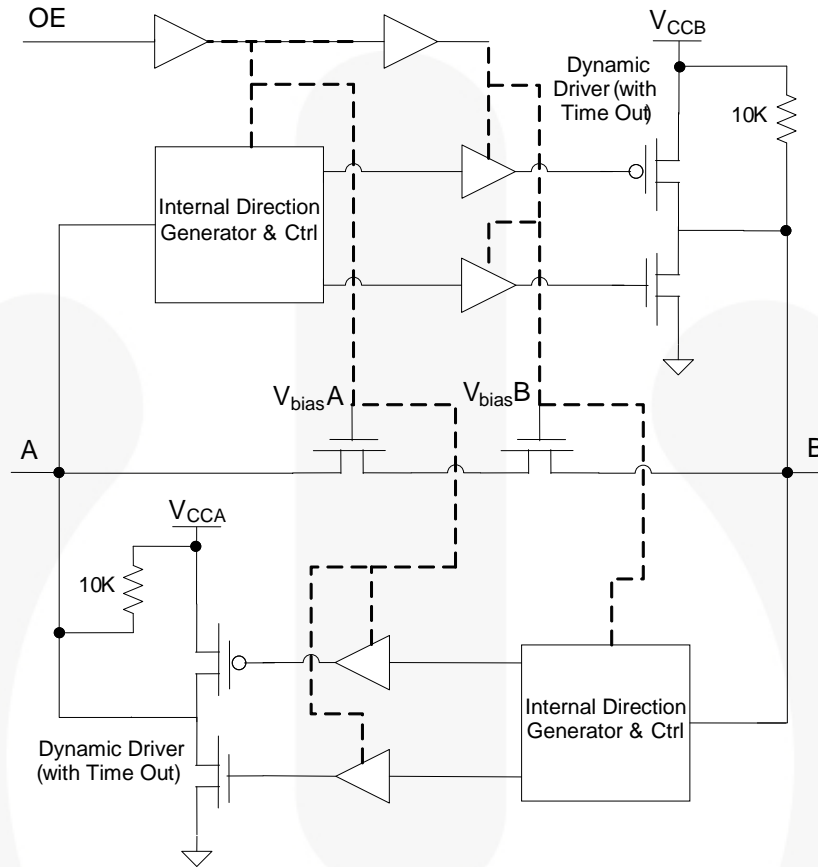 OE
VCCB
Dynamic
Driver (with
Time Out)
10K
Internal Direction
Generator & Ctrl
VbiasA
VbiasB
A
B
VCCA
10K
Internal Direction
Generator & Ctrl
Dynamic Driver
(with Time Out)